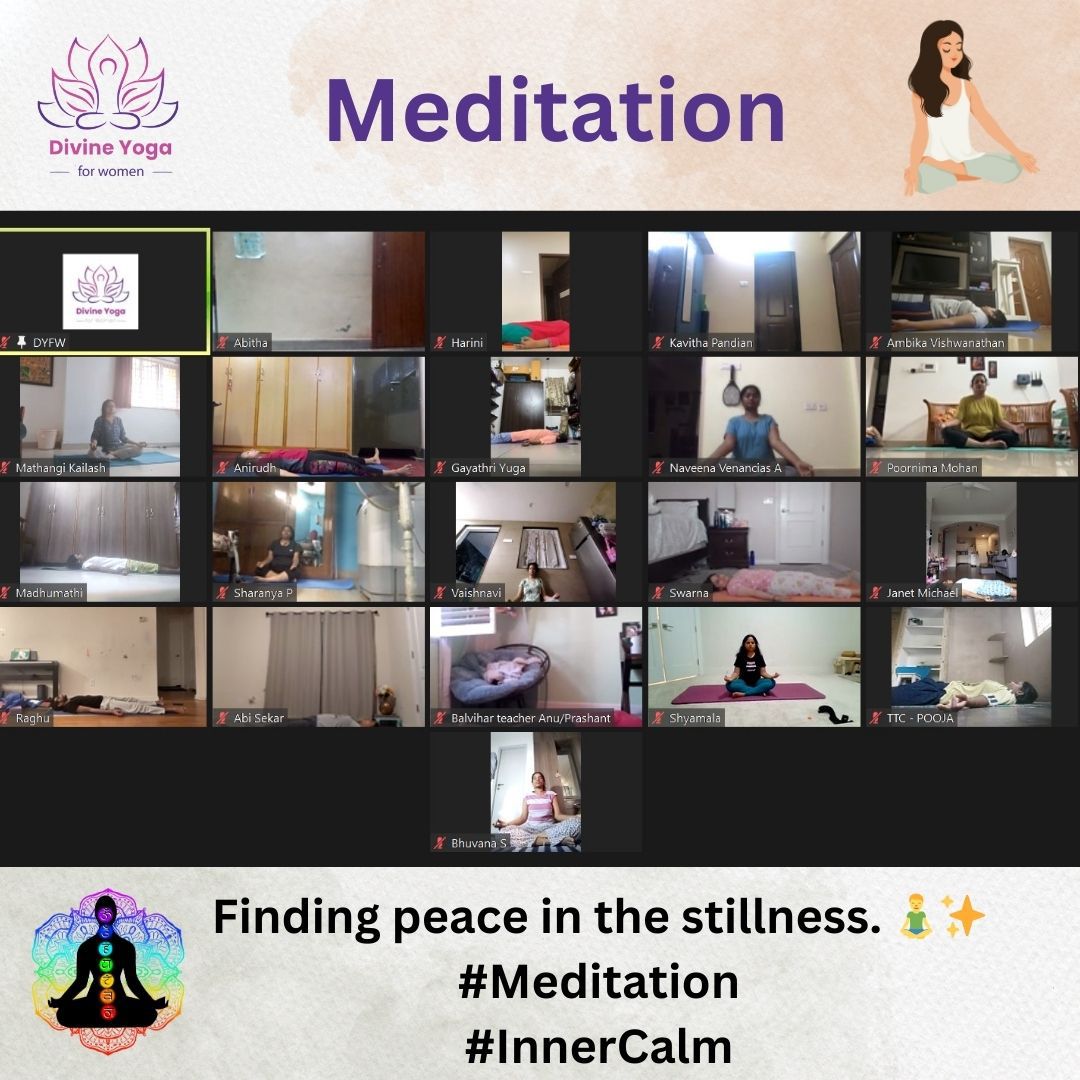 Meditation
Divine Yoga
for women
Divine Yoga
DYFW
Abitha
Harini
Kavitha Pandian
Ambika Vishwanathan
Mathangi Kailash
Anirudh
Gayathri Yuga
Naveena Venancias A
Poornima Mohan
Madhumathi
Sharanya P
Vaishnavi
Swarna
Janet Michael
Raghu
Abi Sekar
Balvihar teacher Anu/Prashant
Shyamala
TTC - POOJA
Bhuvana S
Finding peace in the stillness. 🧘‍♂️✨
#Meditation
#InnerCalm